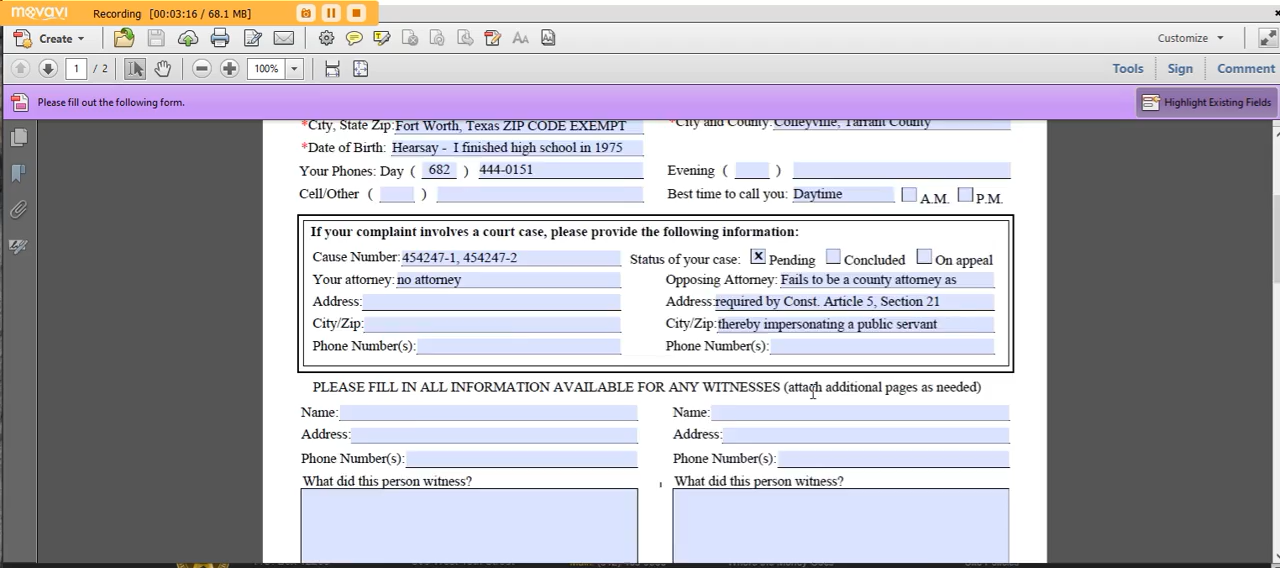 movavi Recording [00:03:16 / 68.1 MB]
Create Customize
1 / 2 100% Tools Sign Comment
Please fill out the following form. Highlight Existing Fields
*City, State Zip: Fort Worth, Texas ZIP CODE EXEMPT *City and County: Colleyville, Tarrant County
*Date of Birth: Hearsay - I finished high school in 1975
Your Phones: Day ( 682 ) 444-0151 Evening ( )
Cell/Other ( ) Best time to call you: Daytime A.M. P.M.
If your complaint involves a court case, please provide the following information:
Cause Number: 454247-1, 454247-2 Status of your case: X Pending Concluded On appeal
Your attorney: no attorney Opposing Attorney: Fails to be a county attorney as
Address: Address: required by Const. Article 5, Section 21
City/Zip: City/Zip: thereby impersonating a public servant
Phone Number(s): Phone Number(s):
PLEASE FILL IN ALL INFORMATION AVAILABLE FOR ANY WITNESSES (attach additional pages as needed)
Name: Name:
Address: Address:
Phone Number(s): Phone Number(s):
What did this person witness? What did this person witness?